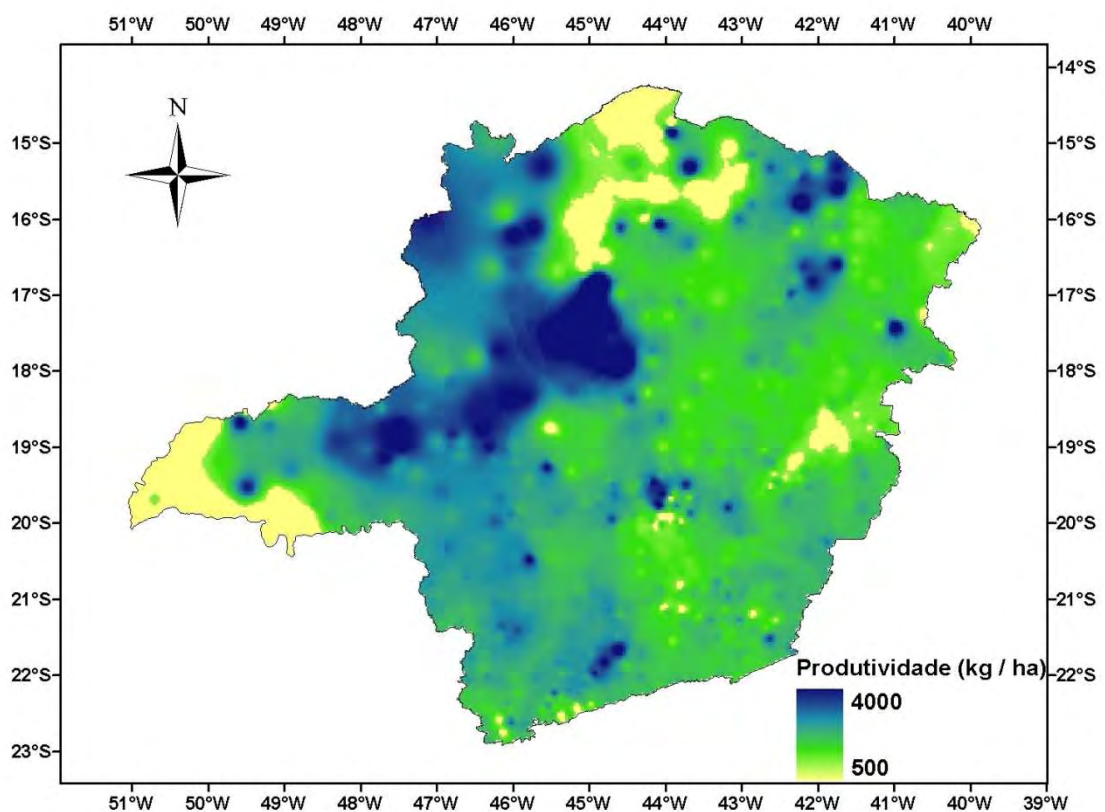 51°W 50°W 49°W 48°W 47°W 46°W 45°W 44°W 43°W 42°W 41°W 40°W
14°S
N
15°S 15°S
16°S 16°S
17°S 17°S
18°S 18°S
19°S 19°S
20°S 20°S
21°S 21°S
22°S Produtividade (kg / ha) 22°S
4000
23°S 23°S
500
51°W 50°W 49°W 48°W 47°W 46°W 45°W 44°W 43°W 42°W 41°W 40°W 39°W